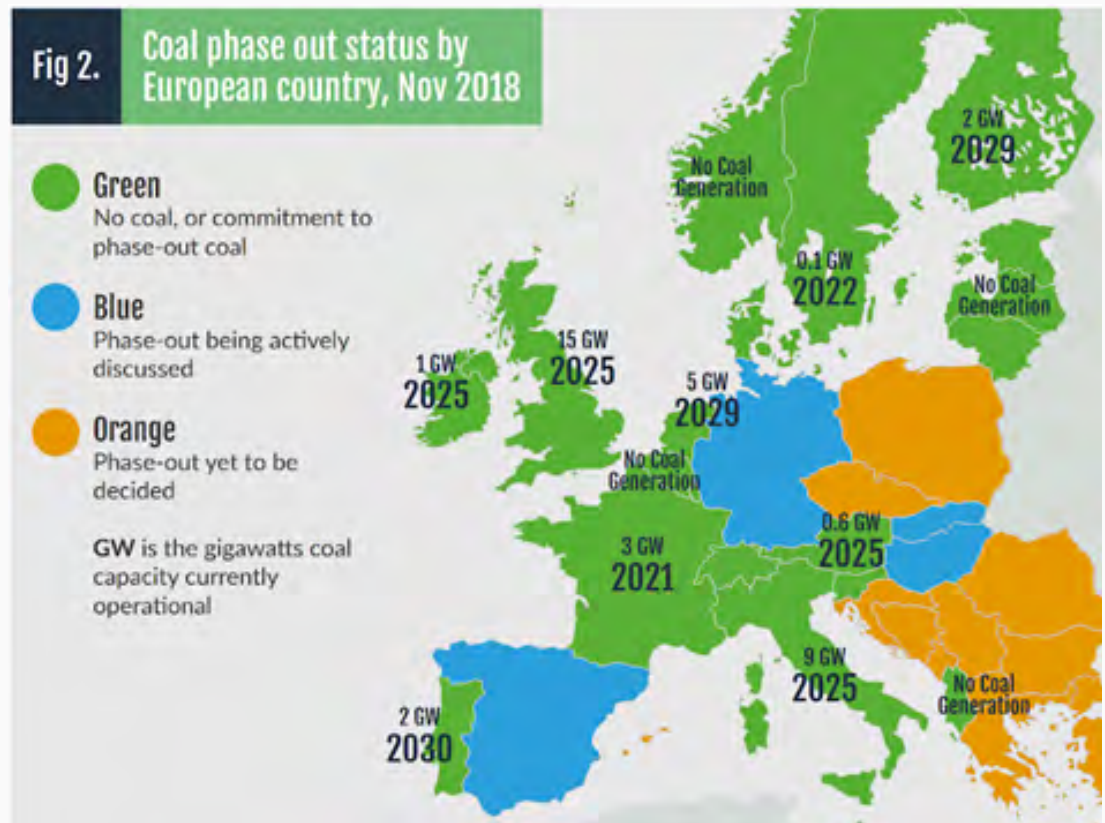 Fig 2.
Coal phase out status by
European country, Nov 2018
Green
No coal, or commitment to
phase-out coal
Blue
Phase-out being actively
discussed
Orange
Phase-out yet to be
decided
GW is the gigawatts coal
capacity currently
operational
2 GW
2029
No Coal
Generation
0.1 GW
2022
No Coal
Generation
15 GW
2025
1 GW
2025
5 GW
2029
No Coal
Generation
0.6 GW
2025
3 GW
2021
9 GW
2025
No Coal
Generation
2 GW
2030